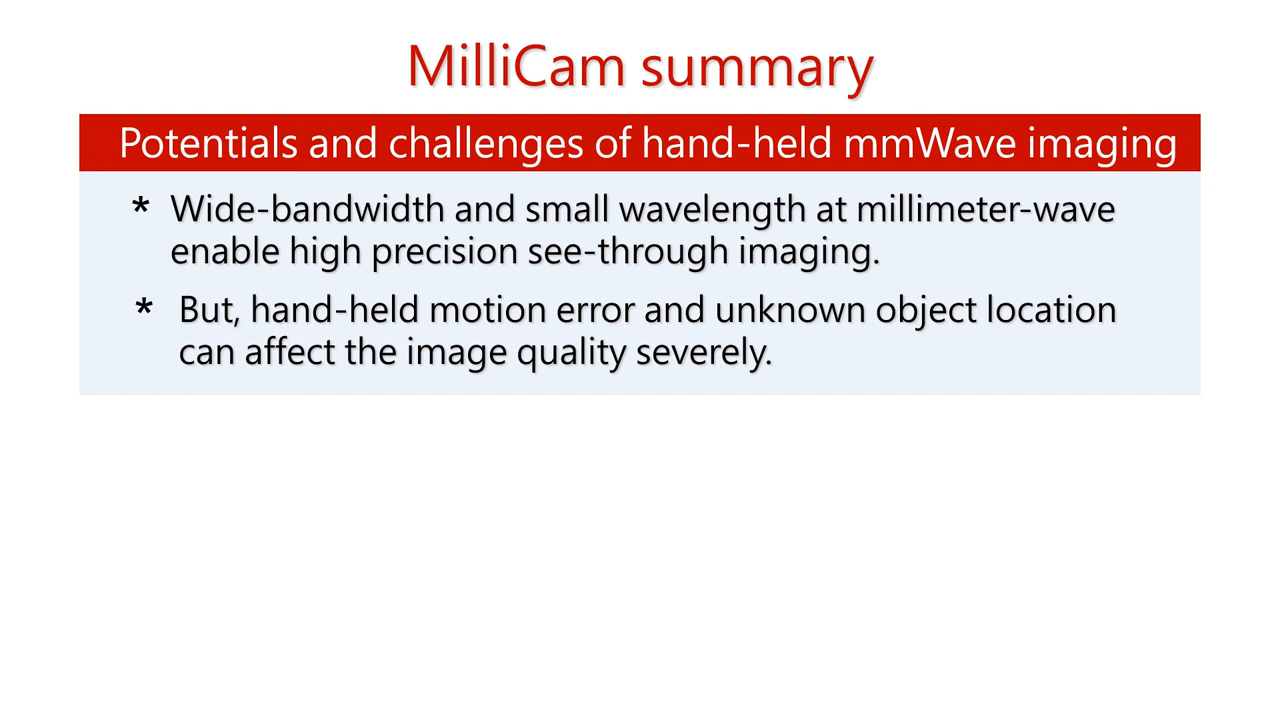 MilliCam summary
Potentials and challenges of hand-held mmWave imaging
* Wide-bandwidth and small wavelength at millimeter-wave
enable high precision see-through imaging.
* But, hand-held motion error and unknown object location
can affect the image quality severely.